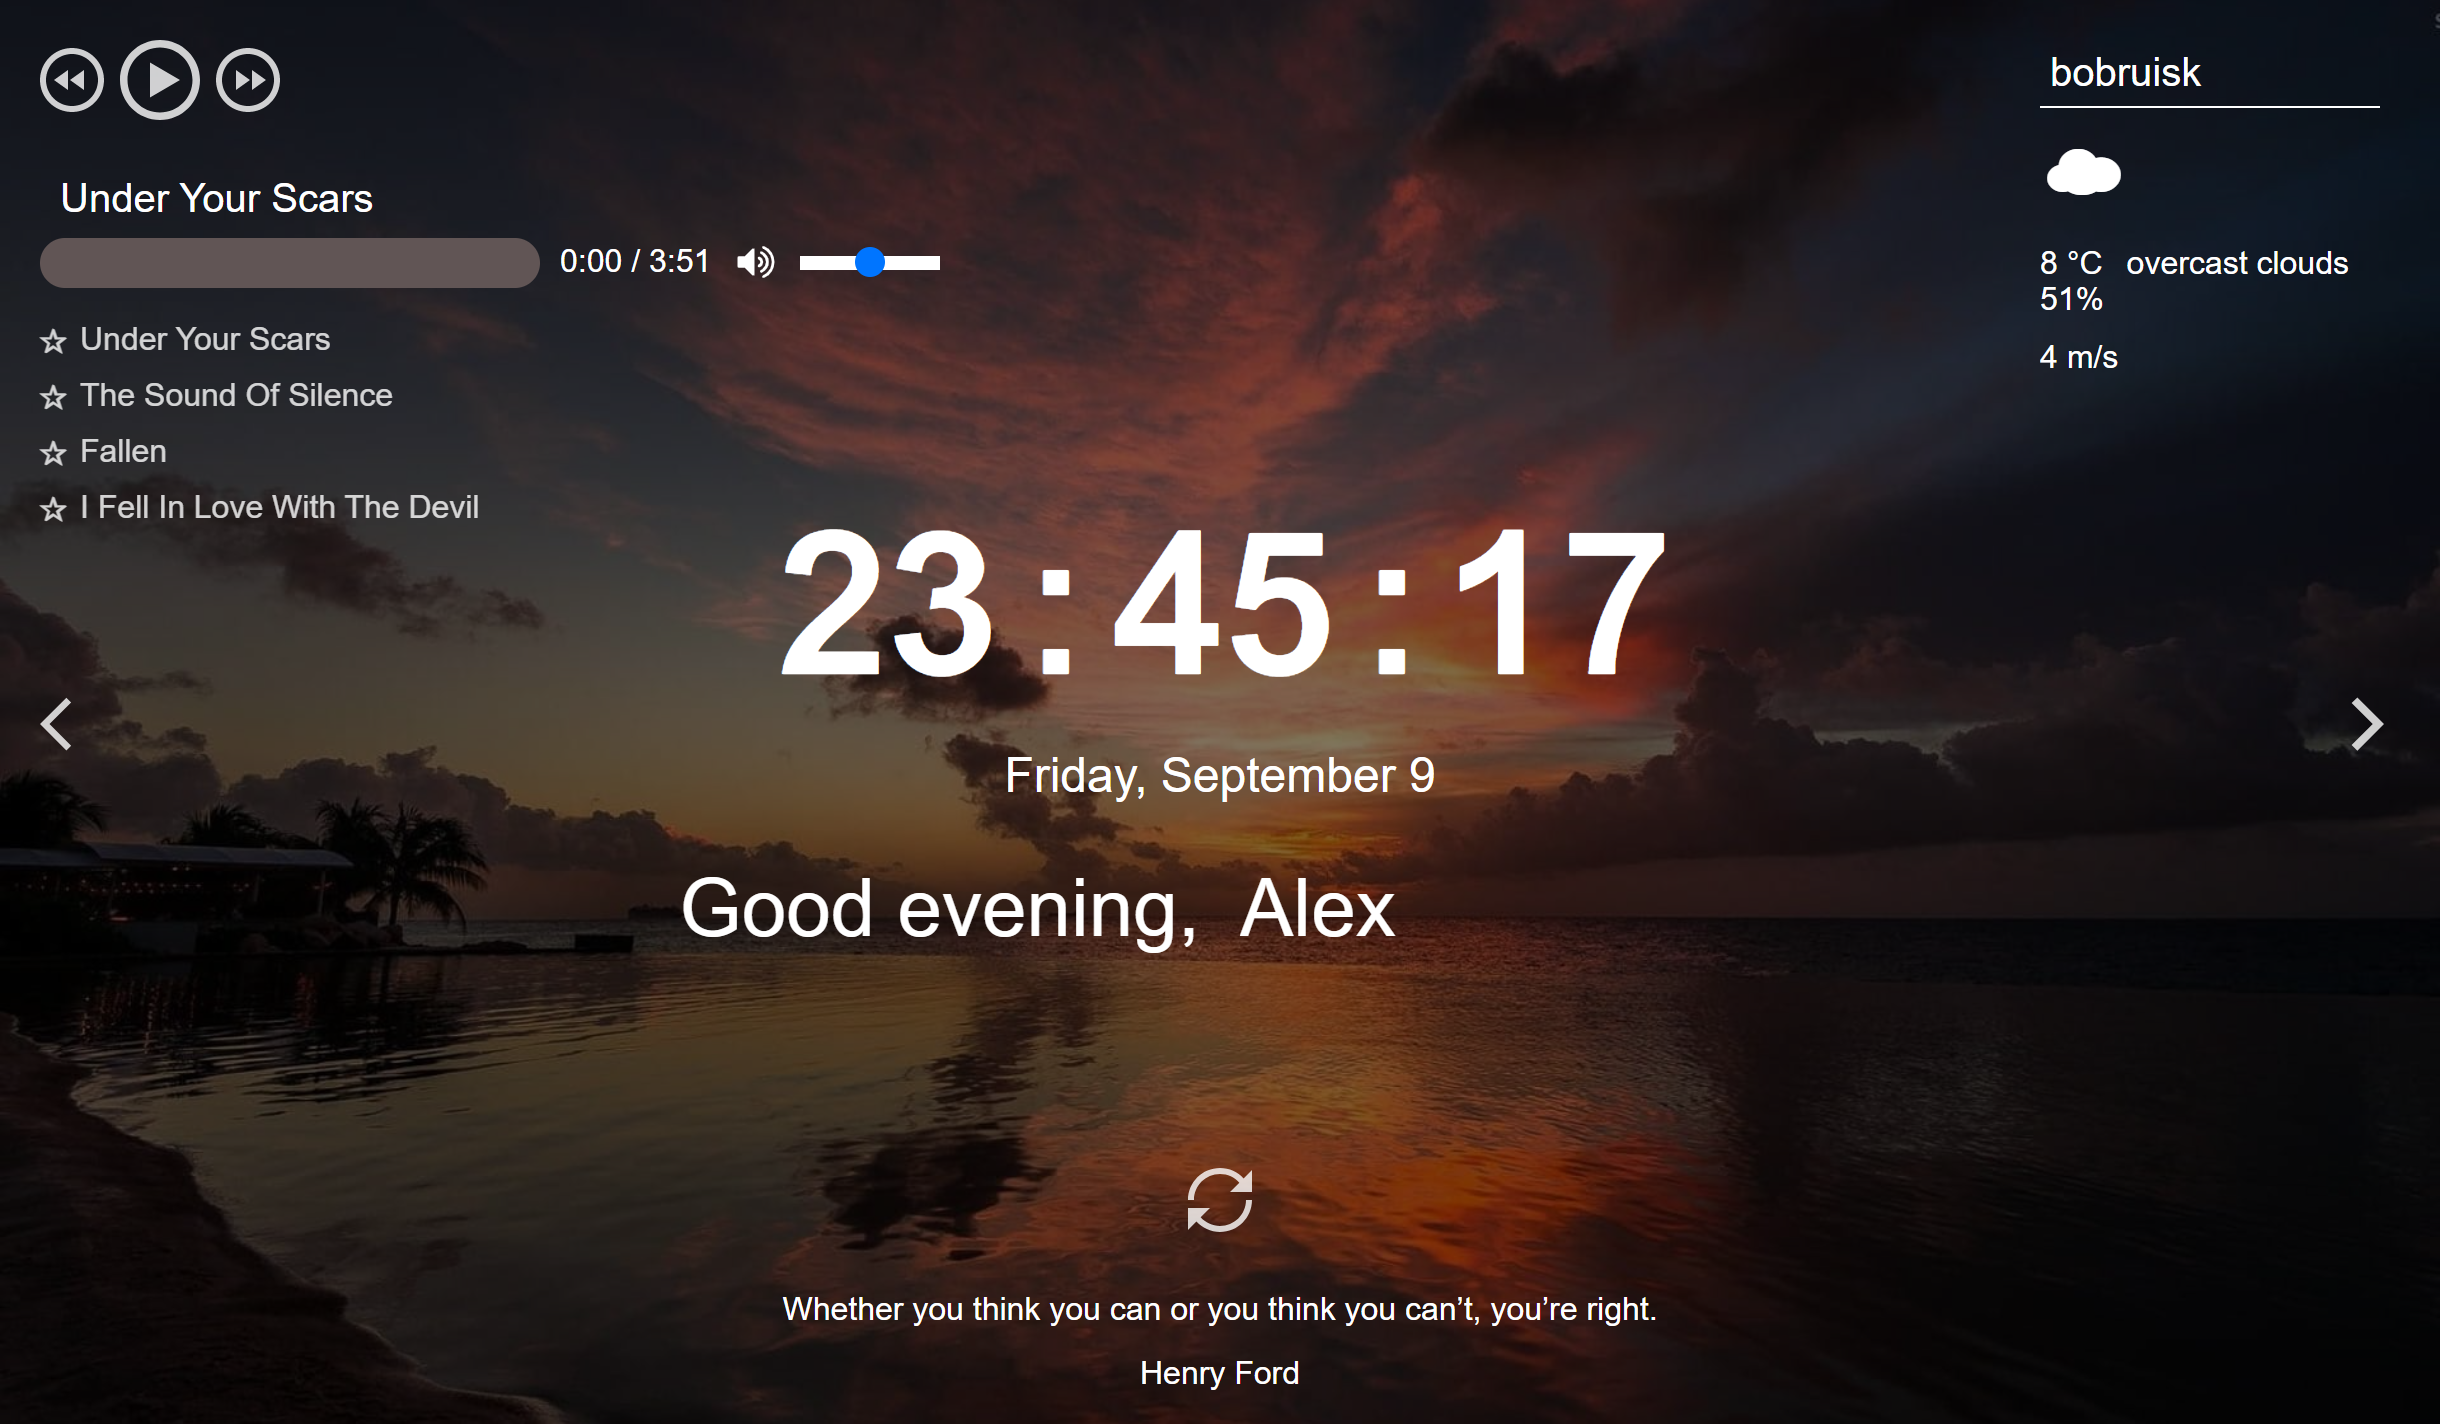 Under Your Scars
0:00 / 3:51
Under Your Scars
The Sound Of Silence
Fallen
I Fell In Love With The Devil
bobruisk
8 °C overcast clouds
51%
4 m/s
23:45:17
Friday, September 9
Good evening, Alex
Whether you think you can or you think you can’t, you’re right.
Henry Ford